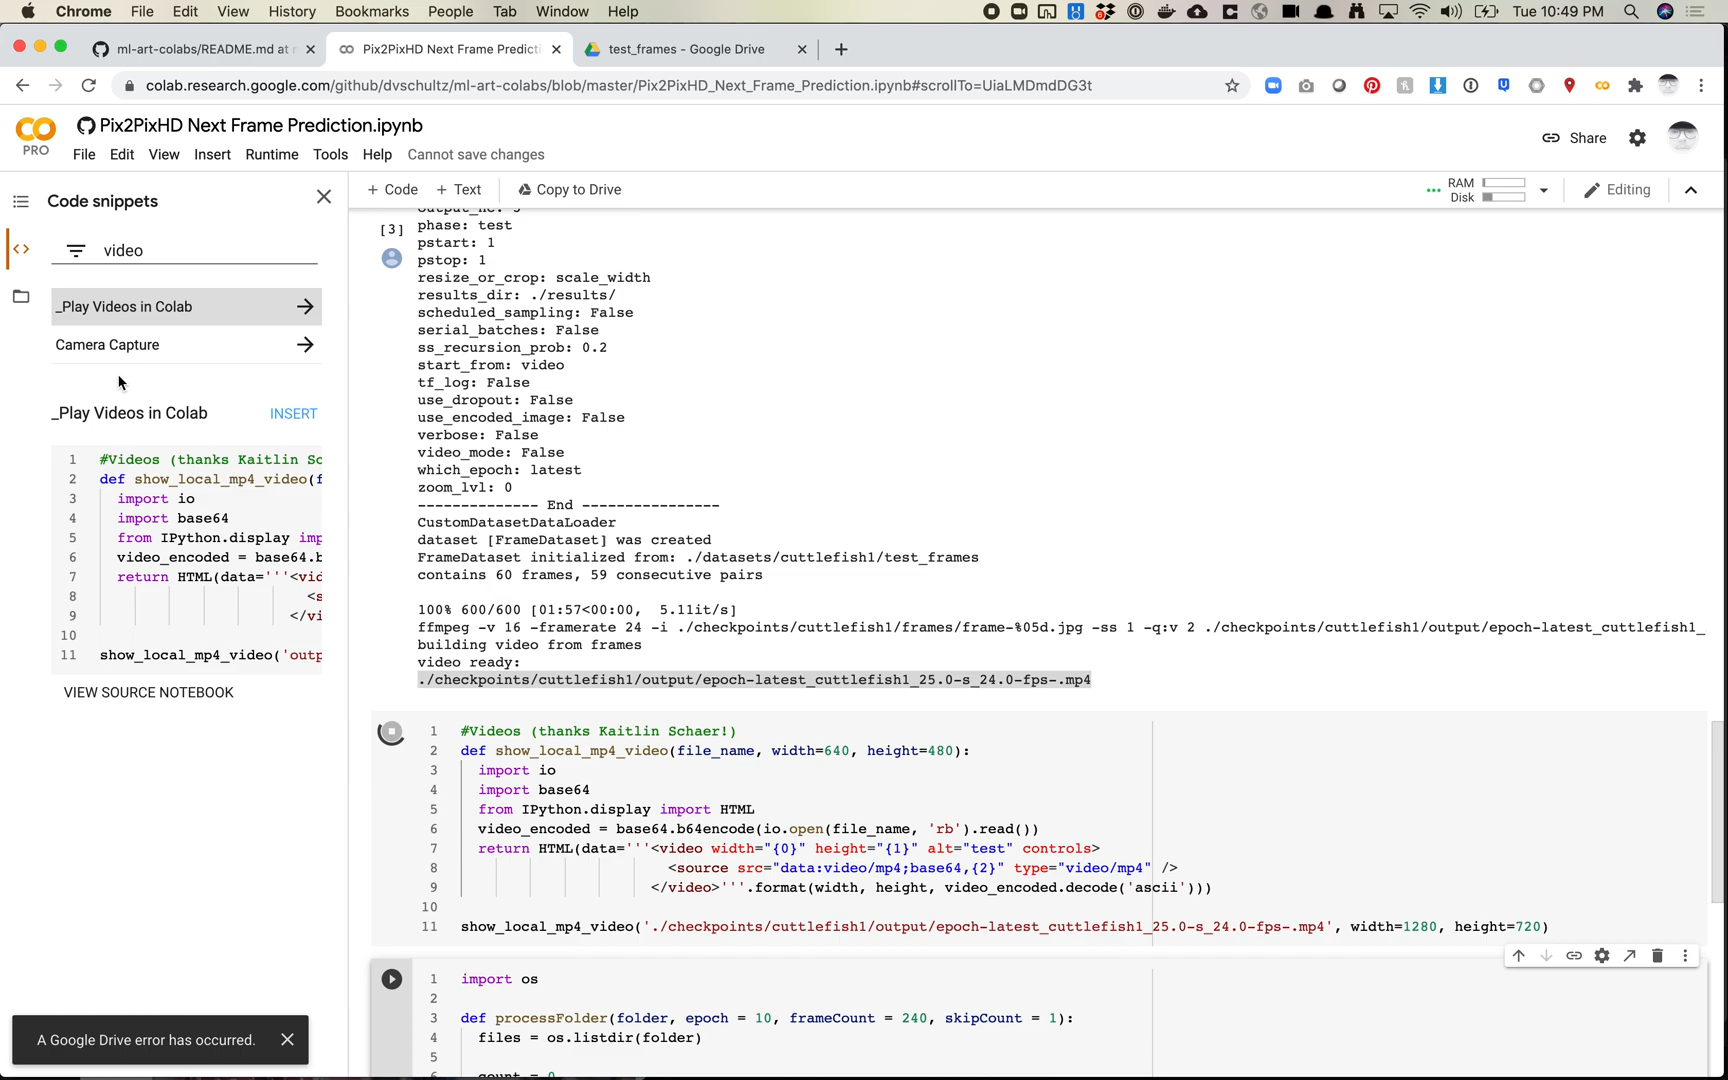 Chrome File Edit View History Bookmarks People Tab Window Help Tue 10:49 PM
ml-art-colabs/README.md at
Pix2PixHD Next Frame Predicti
test_frames - Google Drive
colab.research.google.com/github/dvschultz/ml-art-colabs/blob/master/Pix2PixHD_Next_Frame_Prediction.ipynb#scrollTo=UiaLMDmdDG3t
PRO
Pix2PixHD Next Frame Prediction.ipynb
File Edit View Insert Runtime Tools Help Cannot save changes
Share
Code snippets
+ Code + Text Copy to Drive
RAM
Disk
Editing
video
_Play Videos in Colab
Camera Capture
_Play Videos in Colab INSERT
1 #Videos (thanks Kaitlin Sc
2 def show_local_mp4_video(f
3 import io
4 import base64
5 from IPython.display imp
6 video_encoded = base64.b
7 return HTML(data='''<vid
8 <s
9 </vi
10
11 show_local_mp4_video('outp
VIEW SOURCE NOTEBOOK
[3]
output_nc: 3
phase: test
pstart: 1
pstop: 1
resize_or_crop: scale_width
results_dir: ./results/
scheduled_sampling: False
serial_batches: False
ss_recursion_prob: 0.2
start_from: video
tf_log: False
use_dropout: False
use_encoded_image: False
verbose: False
video_mode: False
which_epoch: latest
zoom_lvl: 0
-------------- End ----------------
CustomDatasetDataLoader
dataset [FrameDataset] was created
FrameDataset initialized from: ./datasets/cuttlefish1/test_frames
contains 60 frames, 59 consecutive pairs
100% 600/600 [01:57<00:00, 5.11it/s]
ffmpeg -v 16 -framerate 24 -i ./checkpoints/cuttlefish1/frames/frame-%05d.jpg -ss 1 -q:v 2 ./checkpoints/cuttlefish1/output/epoch-latest_cuttlefish1_
building video from frames
video ready:
./checkpoints/cuttlefish1/output/epoch-latest_cuttlefish1_25.0-s_24.0-fps-.mp4
1 #Videos (thanks Kaitlin Schaer!)
2 def show_local_mp4_video(file_name, width=640, height=480):
3 import io
4 import base64
5 from IPython.display import HTML
6 video_encoded = base64.b64encode(io.open(file_name, 'rb').read())
7 return HTML(data='''<video width="{0}" height="{1}" alt="test" controls>
8 <source src="data:video/mp4;base64,{2}" type="video/mp4" />
9 </video>'''.format(width, height, video_encoded.decode('ascii')))
10
11 show_local_mp4_video('./checkpoints/cuttlefish1/output/epoch-latest_cuttlefish1_25.0-s_24.0-fps-.mp4', width=1280, height=720)
1 import os
2
3 def processFolder(folder, epoch = 10, frameCount = 240, skipCount = 1):
4 files = os.listdir(folder)
5
6 count = 0
A Google Drive error has occurred.